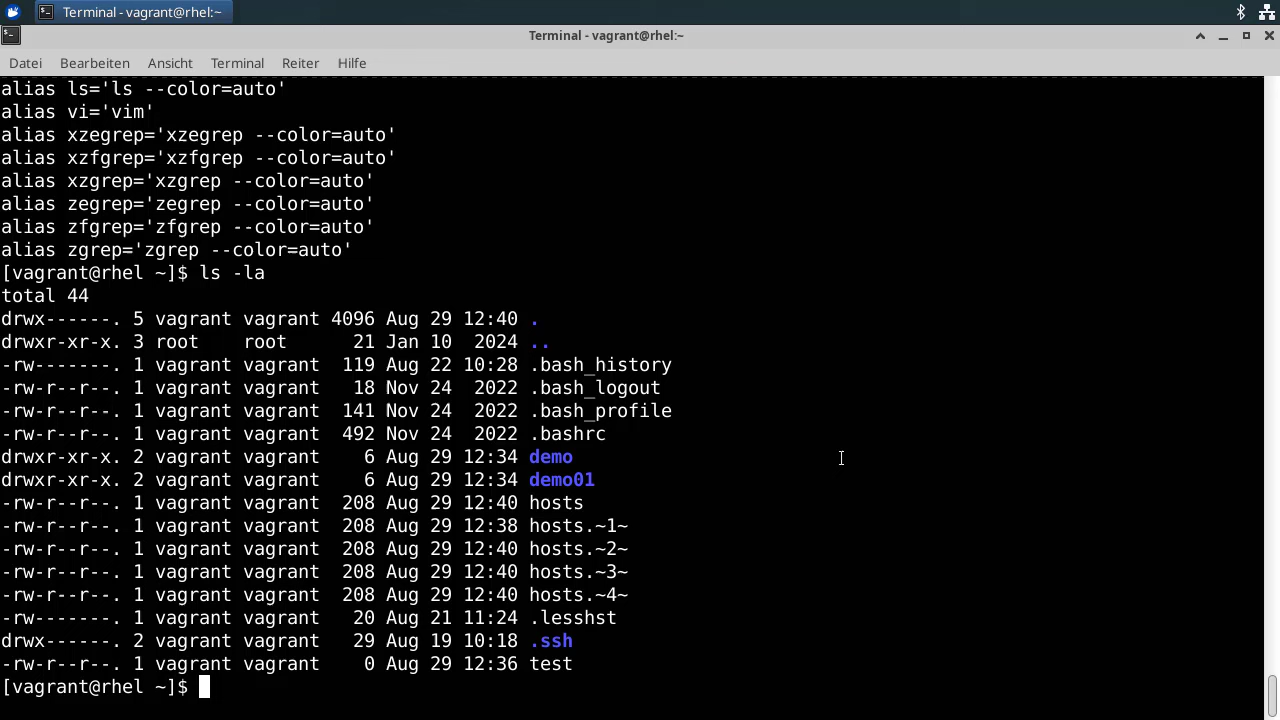 Terminal - vagrant@rhel:~
Terminal - vagrant@rhel:~
Datei Bearbeiten Ansicht Terminal Reiter Hilfe
alias ls='ls --color=auto'
alias vi='vim'
alias xzegrep='xzegrep --color=auto'
alias xzfgrep='xzfgrep --color=auto'
alias xzgrep='xzgrep --color=auto'
alias zegrep='zegrep --color=auto'
alias zfgrep='zfgrep --color=auto'
alias zgrep='zgrep --color=auto'
[vagrant@rhel ~]$ ls -la
total 44
drwx------. 5 vagrant vagrant 4096 Aug 29 12:40 .
drwxr-xr-x. 3 root    root      21 Jan 10  2024 ..
-rw-------. 1 vagrant vagrant  119 Aug 22 10:28 .bash_history
-rw-r--r--. 1 vagrant vagrant   18 Nov 24  2022 .bash_logout
-rw-r--r--. 1 vagrant vagrant  141 Nov 24  2022 .bash_profile
-rw-r--r--. 1 vagrant vagrant  492 Nov 24  2022 .bashrc
drwxr-xr-x. 2 vagrant vagrant    6 Aug 29 12:34 demo
drwxr-xr-x. 2 vagrant vagrant    6 Aug 29 12:34 demo01
-rw-r--r--. 1 vagrant vagrant  208 Aug 29 12:40 hosts
-rw-r--r--. 1 vagrant vagrant  208 Aug 29 12:38 hosts.~1~
-rw-r--r--. 1 vagrant vagrant  208 Aug 29 12:40 hosts.~2~
-rw-r--r--. 1 vagrant vagrant  208 Aug 29 12:40 hosts.~3~
-rw-r--r--. 1 vagrant vagrant  208 Aug 29 12:40 hosts.~4~
-rw-------. 1 vagrant vagrant   20 Aug 21 11:24 .lesshst
drwx------. 2 vagrant vagrant   29 Aug 19 10:18 .ssh
-rw-r--r--. 1 vagrant vagrant    0 Aug 29 12:36 test
[vagrant@rhel ~]$